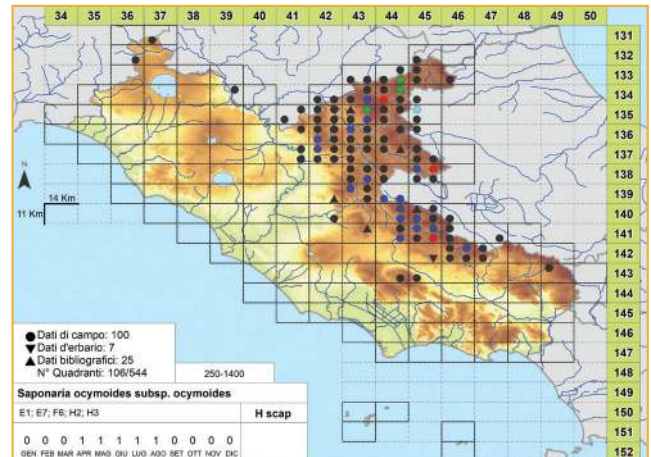 34 35 36 37 38 39 40 41 42 43 44 45 46 47 48 49 50
131
132
133
134
135
136
137
138
139
140
141
142
143
144
145
146
147
148
149
150
151
152
N
14 Km
11 Km
Dati di campo: 100
Dati d'erbario: 7
Dati bibliografici: 25
N° Quadranti: 106/544
250-1400
Saponaria ocymoides subsp. ocymoides
E1; E7; F6; H2; H3
H scap
0 0 0 1 1 1 1 1 0 0 0 0
GEN FEB MAR APR MAG GIU LUG AGO SET OTT NOV DIC